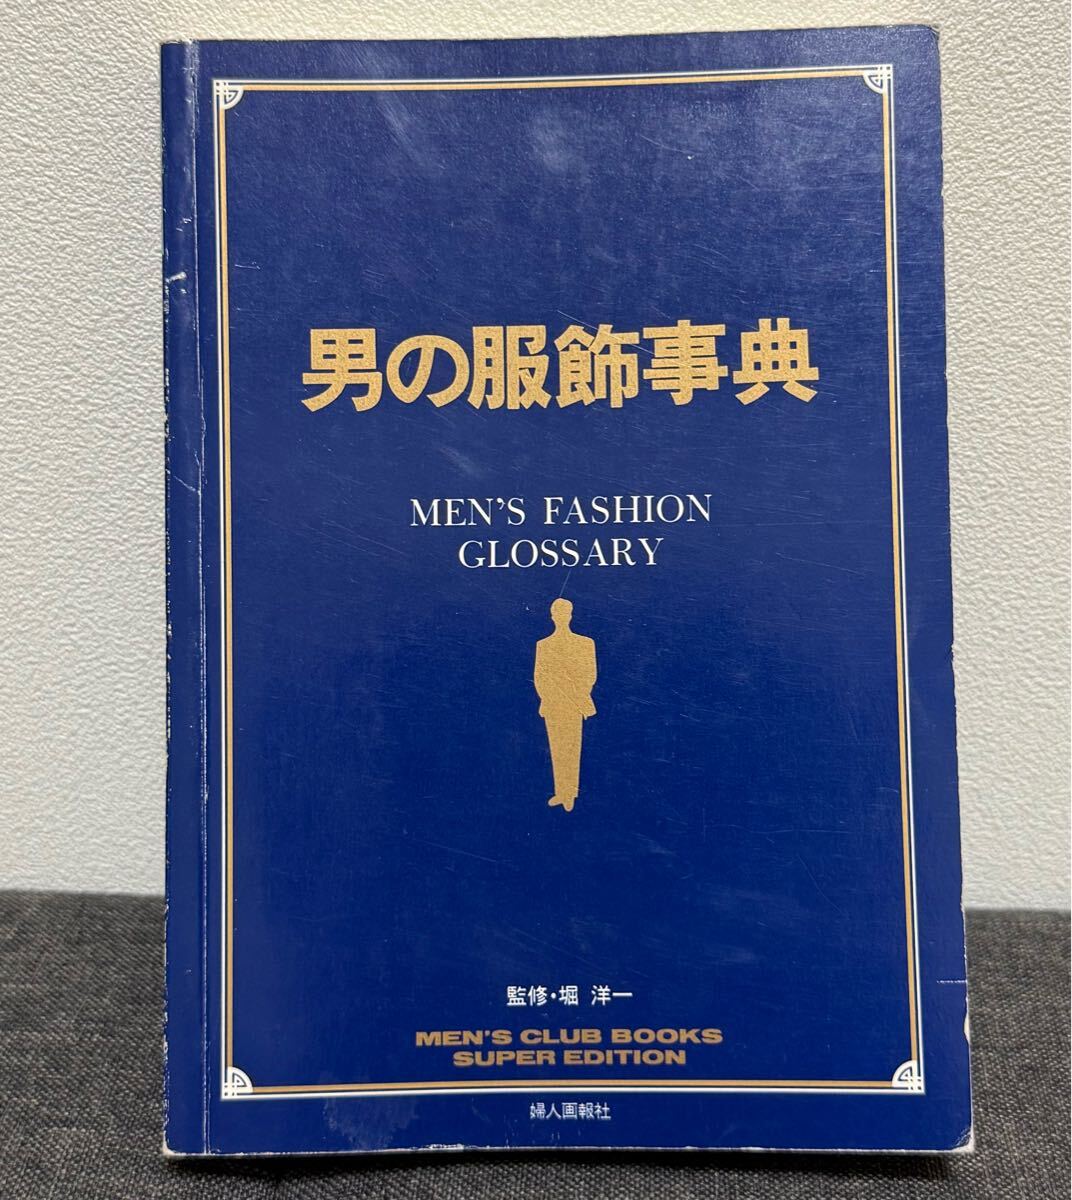 男の服飾事典
MEN'S FASHION
GLOSSARY
監修・堀 洋一
MEN'S CLUB BOOKS
SUPER EDITION
婦人画報社